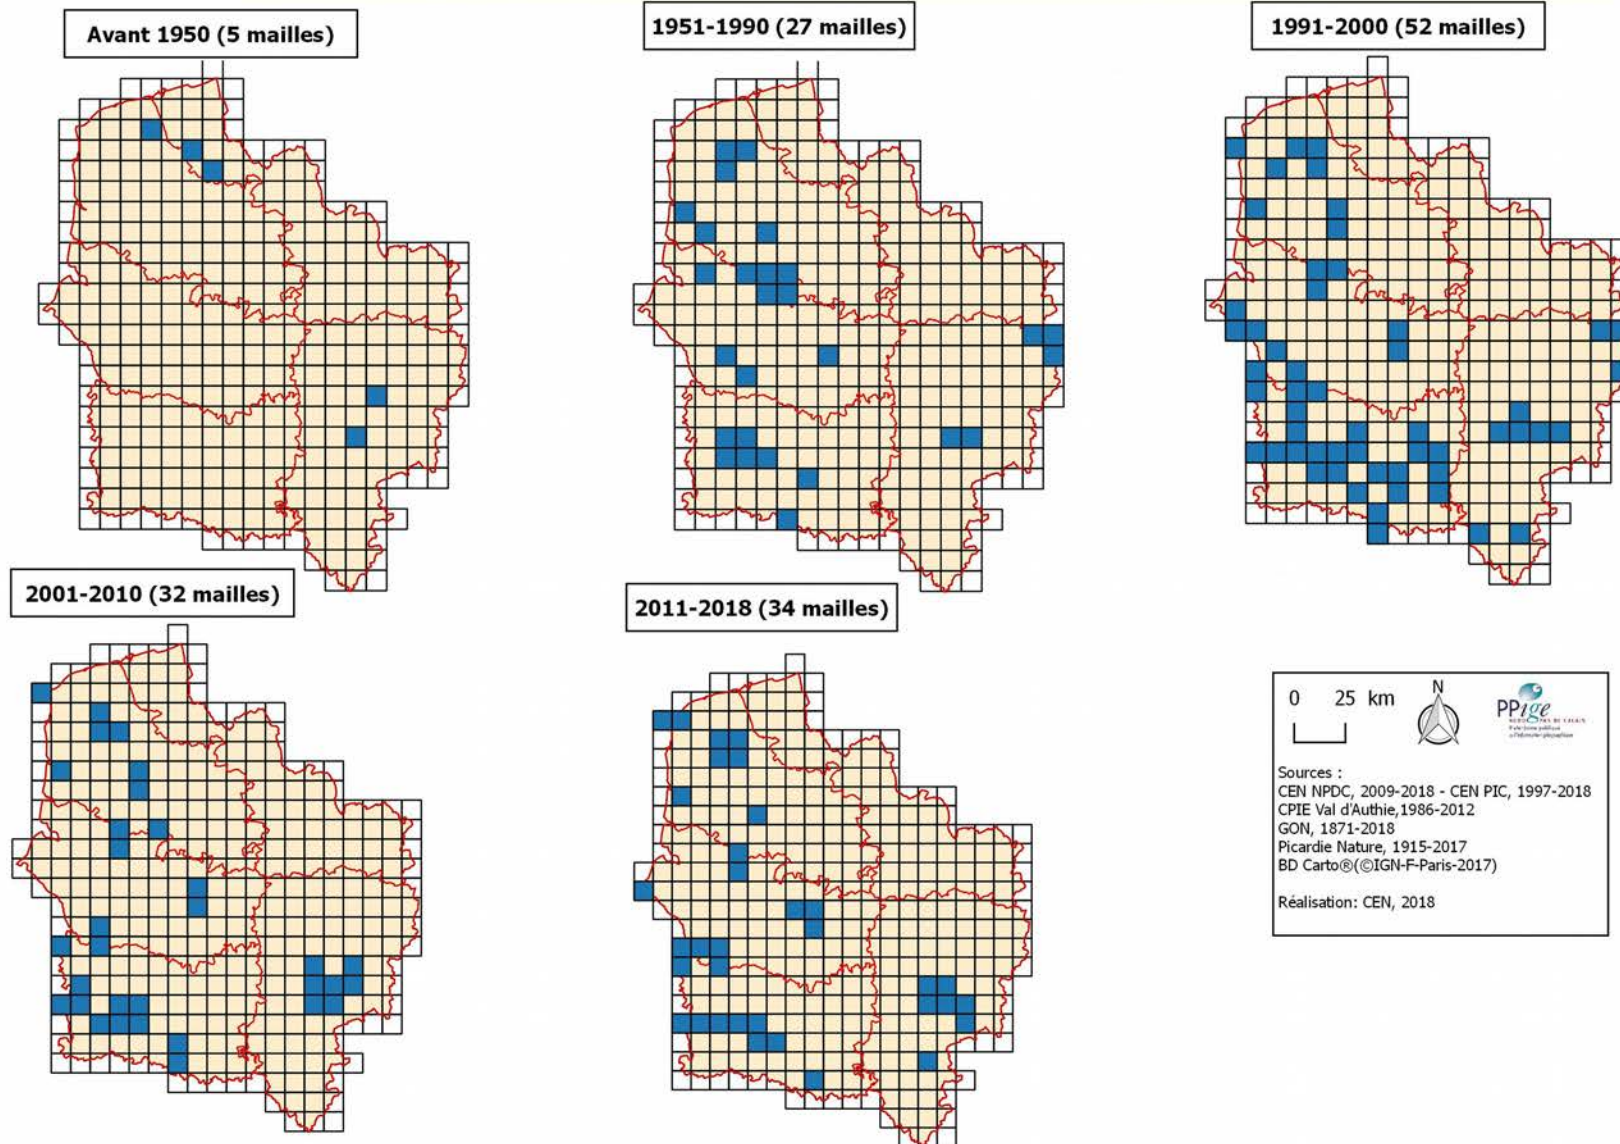 Avant 1950 (5 mailles)
1951-1990 (27 mailles)
1991-2000 (52 mailles)
2001-2010 (32 mailles)
2011-2018 (34 mailles)
0 25 km
N
PPige
Sources :
CEN NPDC, 2009-2018 - CEN PIC, 1997-2018
CPIE Val d'Authie,1986-2012
GON, 1871-2018
Picardie Nature, 1915-2017
BD Carto®(©IGN-F-Paris-2017)
Réalisation: CEN, 2018